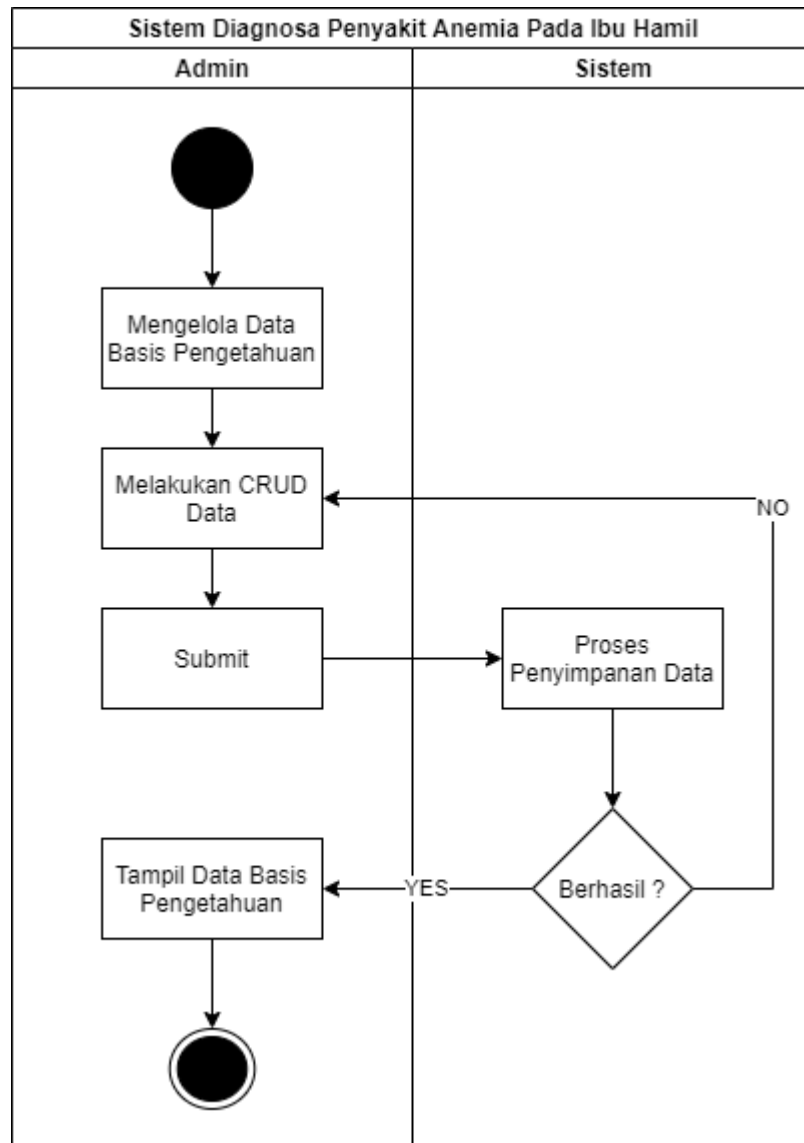 Sistem Diagnosa Penyakit Anemia Pada Ibu Hamil
Admin
Sistem
Mengelola Data
Basis Pengetahuan
Melakukan CRUD
Data
NO
Submit
Proses
Penyimpanan Data
Tampil Data Basis
Pengetahuan
YES
Berhasil ?